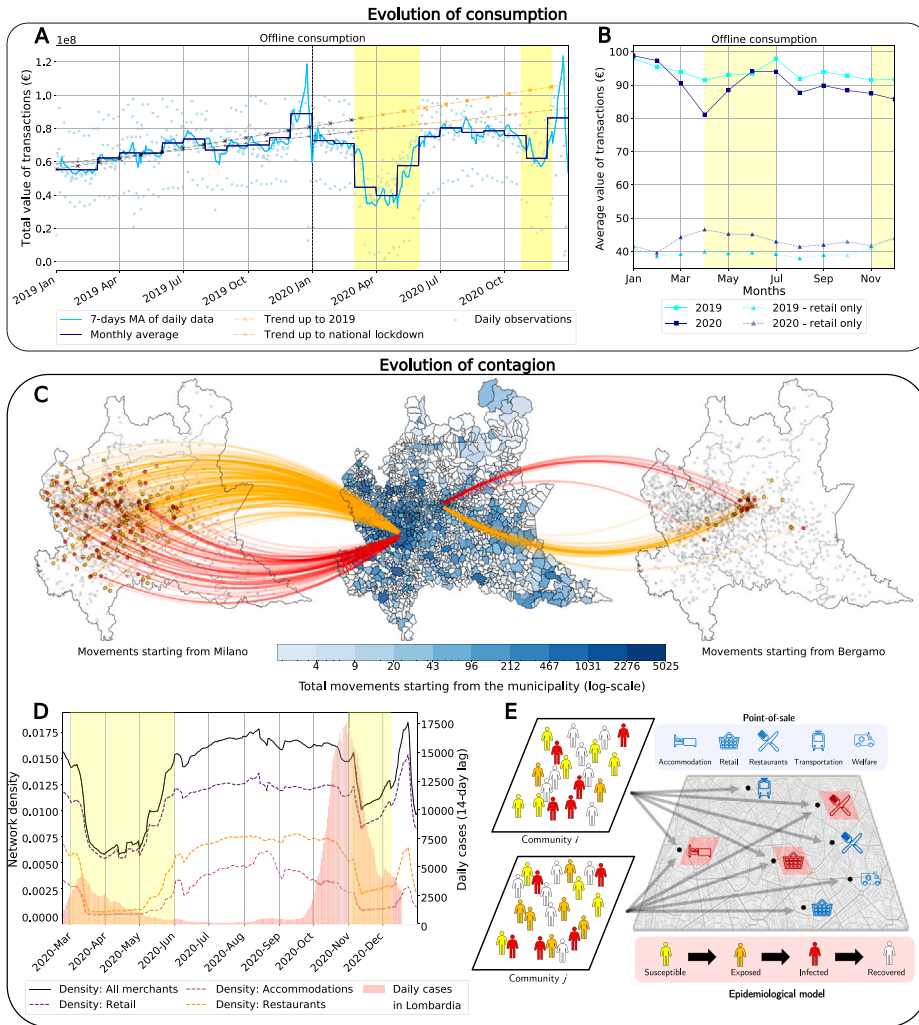 Evolution of consumption
A
1e8
Offline consumption
Total value of transactions (€)
1.2
1.0
0.8
0.6
0.4
0.2
0.0
2019 Jan
2019 Apr
2019 Jul
2019 Oct
2020 Jan
2020 Apr
2020 Jul
2020 Oct
7-days MA of daily data
Monthly average
Trend up to 2019
Trend up to national lockdown
Daily observations
B
Offline consumption
Average value of transactions (€)
100
90
80
70
60
50
40
Jan
Mar
May
Jul
Sep
Nov
Months
2019
2020
2019 - retail only
2020 - retail only
Evolution of contagion
C
Movements starting from Milano
4 9 20 43 96 212 467 1031 2276 5025
Total movements starting from the municipality (log-scale)
Movements starting from Bergamo
D
Network density
0.0175
0.0150
0.0125
0.0100
0.0075
0.0050
0.0025
0.0000
17500
15000
12500
10000
7500
5000
2500
0
Daily cases (14-day lag)
2020-Mar
2020-Apr
2020-May
2020-Jun
2020-Jul
2020-Aug
2020-Sep
2020-Oct
2020-Nov
2020-Dec
Density: All merchants
Density: Retail
Density: Accommodations
Density: Restaurants
Daily cases
in Lombardia
E
Community i
Community j
Point-of-sale
Accommodation
Retail
Restaurants
Transportation
Welfare
Susceptible
Exposed
Infected
Recovered
Epidemiological model